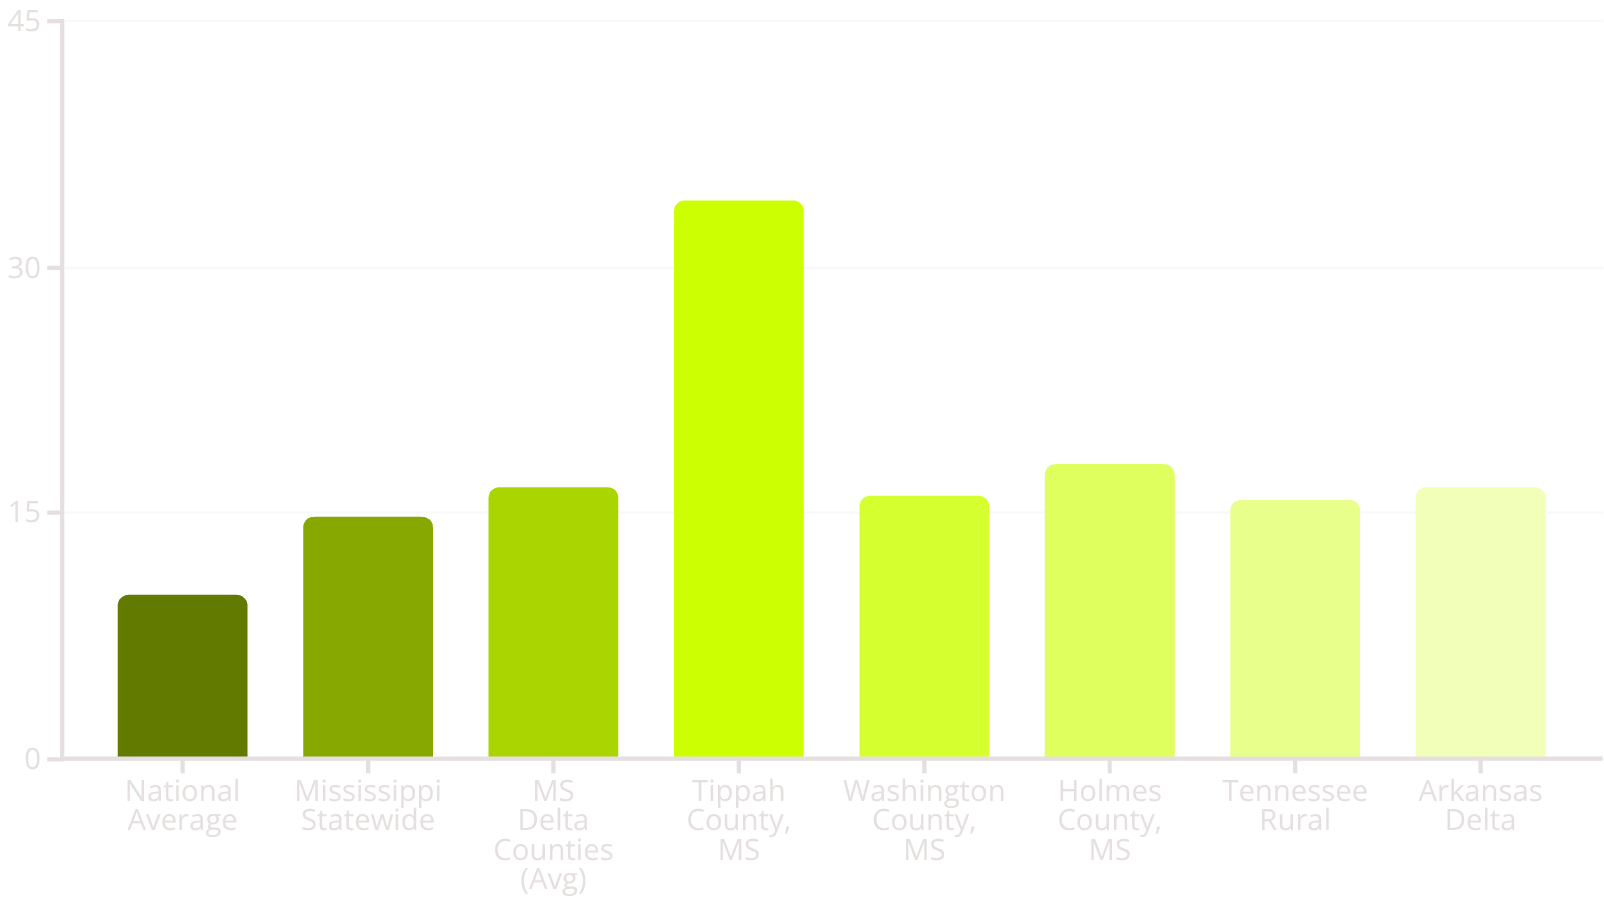 45
30
15
0
National
Average
Mississippi
Statewide
MS
Delta
Counties
(Avg)
Tippah
County,
MS
Washington
County,
MS
Holmes
County,
MS
Tennessee
Rural
Arkansas
Delta